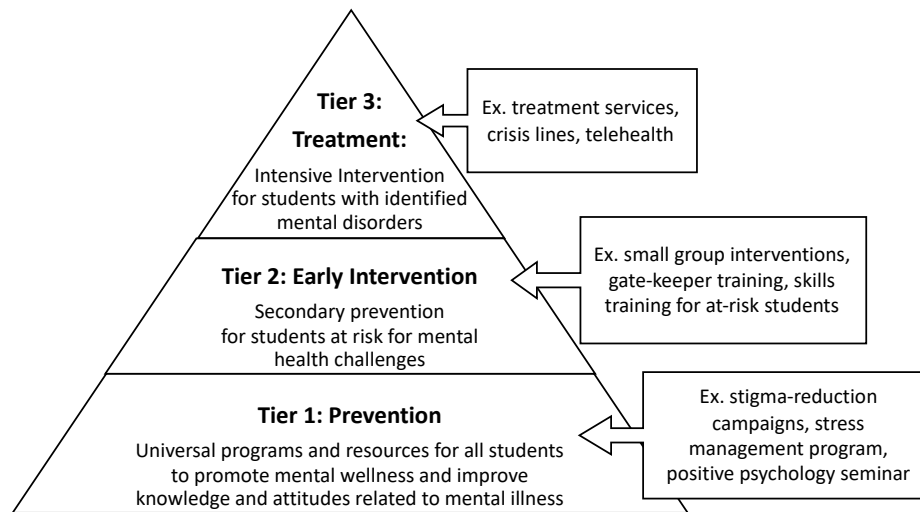 Tier 3:
Treatment:
Intensive Intervention
for students with identified
mental disorders
Ex. treatment services,
crisis lines, telehealth
Tier 2: Early Intervention
Secondary prevention
for students at risk for mental
health challenges
Ex. small group interventions,
gate-keeper training, skills
training for at-risk students
Tier 1: Prevention
Universal programs and resources for all students
to promote mental wellness and improve
knowledge and attitudes related to mental illness
Ex. stigma-reduction
campaigns, stress
management program,
positive psychology seminar